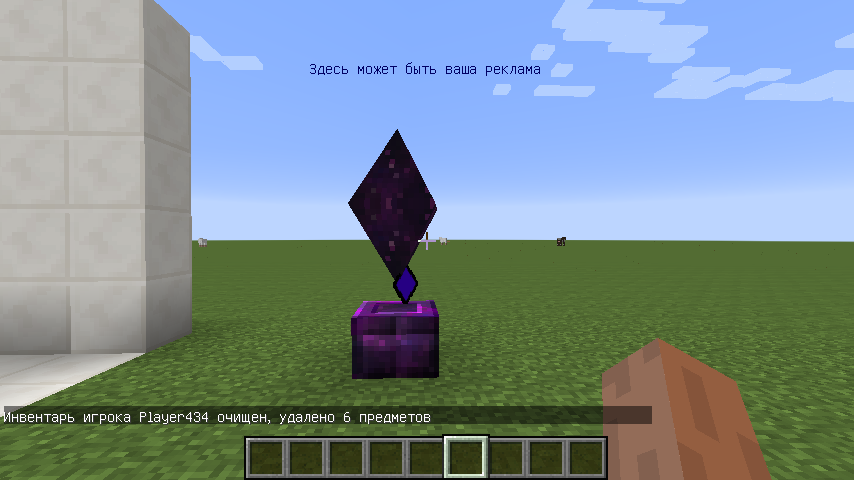 Здесь может быть ваша реклама
Инвентарь игрока Player434 очищен, удалено 6 предметов